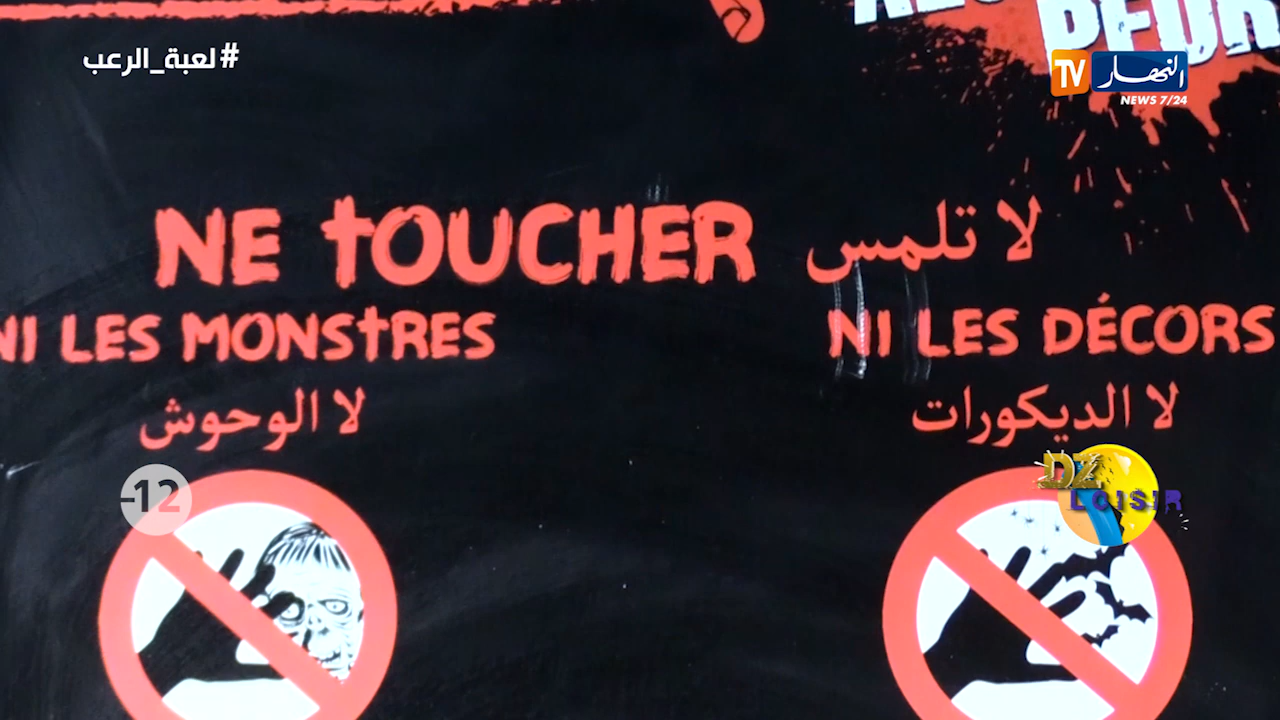 #لعبة_الرعب
PEUR
TV النهار
NEWS 7/24
NE TOUCHER لا تلمس
NI LES MONSTRES
NI LES DÉCORS
لا الوحوش
لا الديكورات
-12
DZ
LOISIR